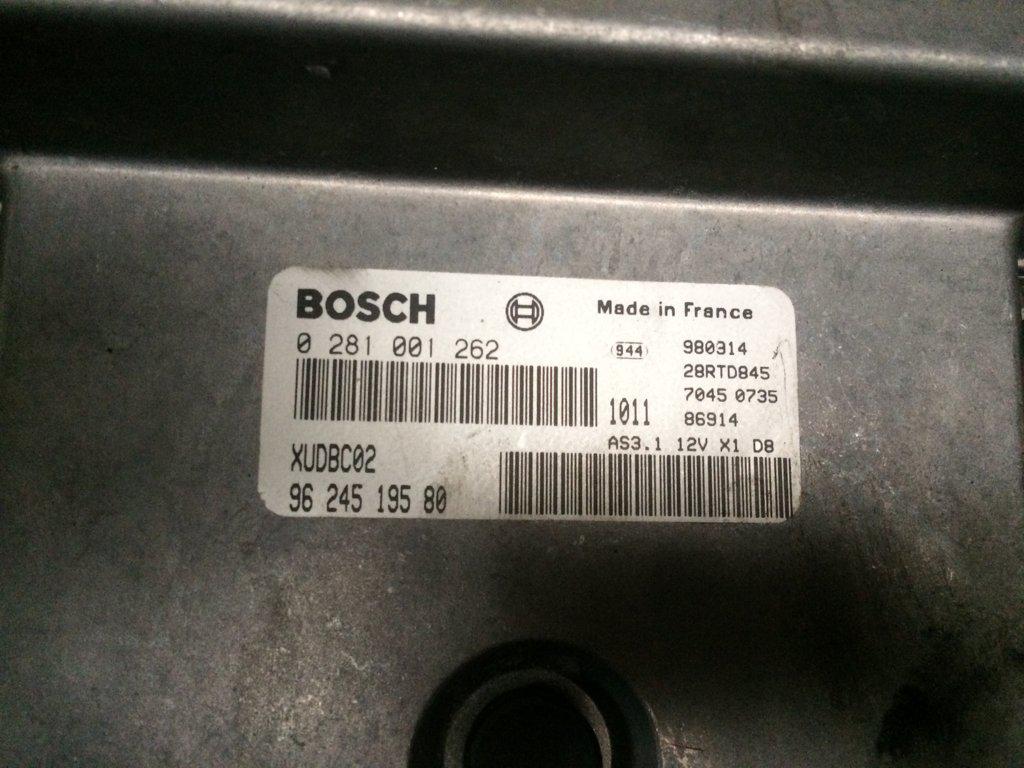 BOSCH
Made in France
0 281 001 262
944
980314
28RTD845
7045 0735
1011
86914
AS3.1 12V X1 D8
XUDBC02
96 245 195 80